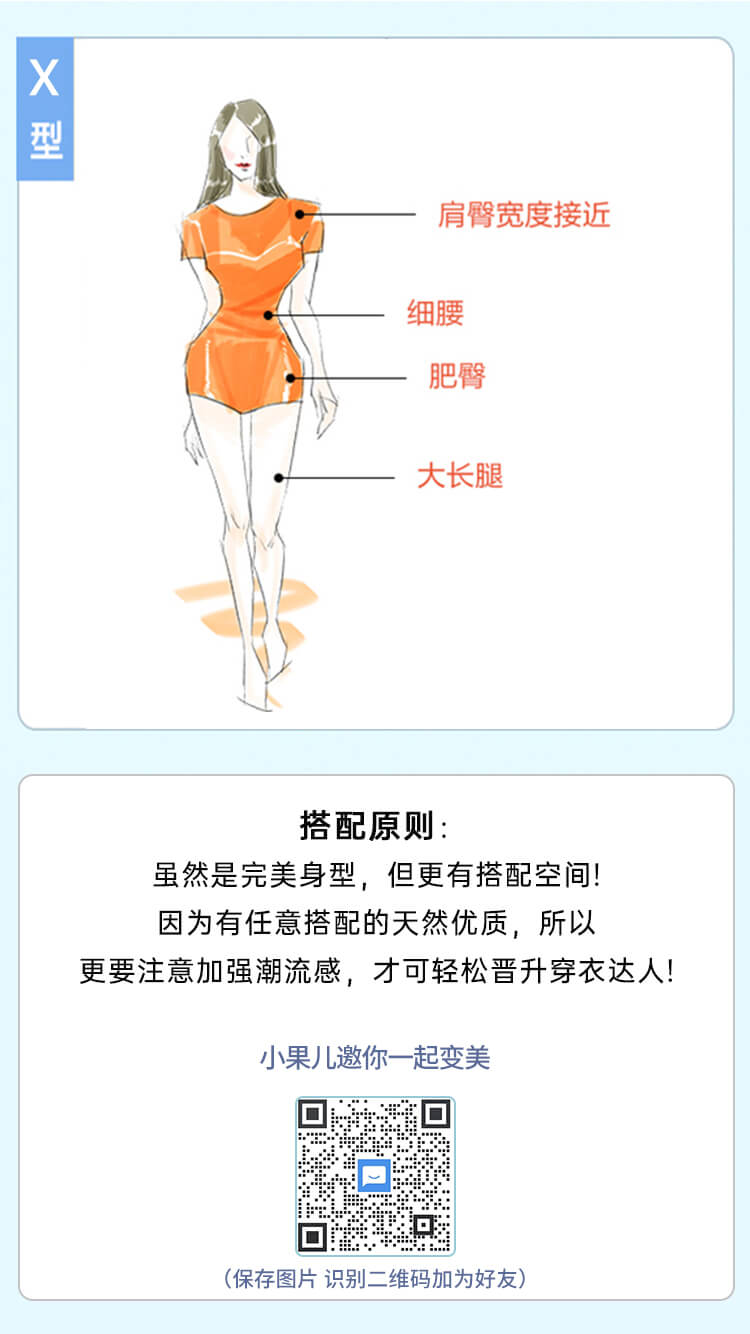 X
型
肩臀宽度接近
细腰
肥臀
大长腿
搭配原则：
虽然是完美身型，但更有搭配空间！
因为有任意搭配的天然优质，所以
更要注意加强潮流感，才可轻松晋升穿衣达人！
小果儿邀你一起变美
（保存图片 识别二维码加为好友）